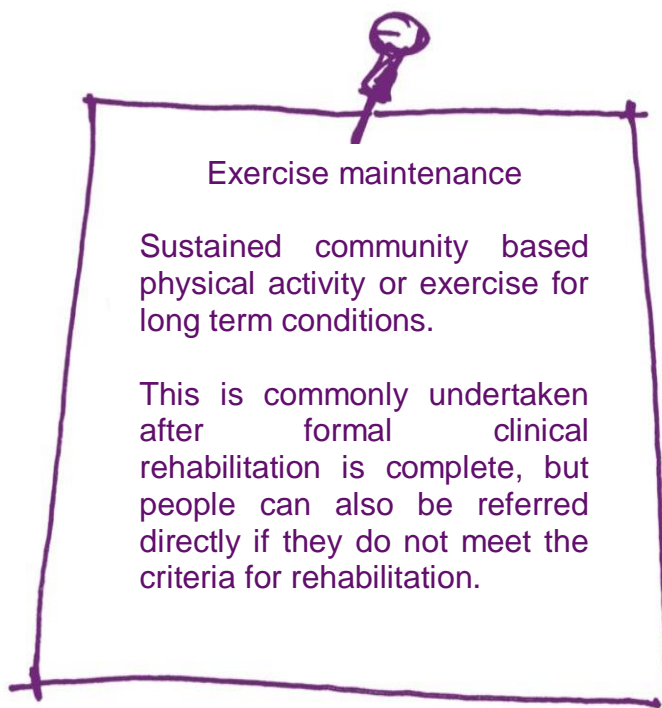 Exercise maintenance
Sustained community based
physical activity or exercise for
long term conditions.
This is commonly undertaken
after formal clinical
rehabilitation is complete, but
people can also be referred
directly if they do not meet the
criteria for rehabilitation.